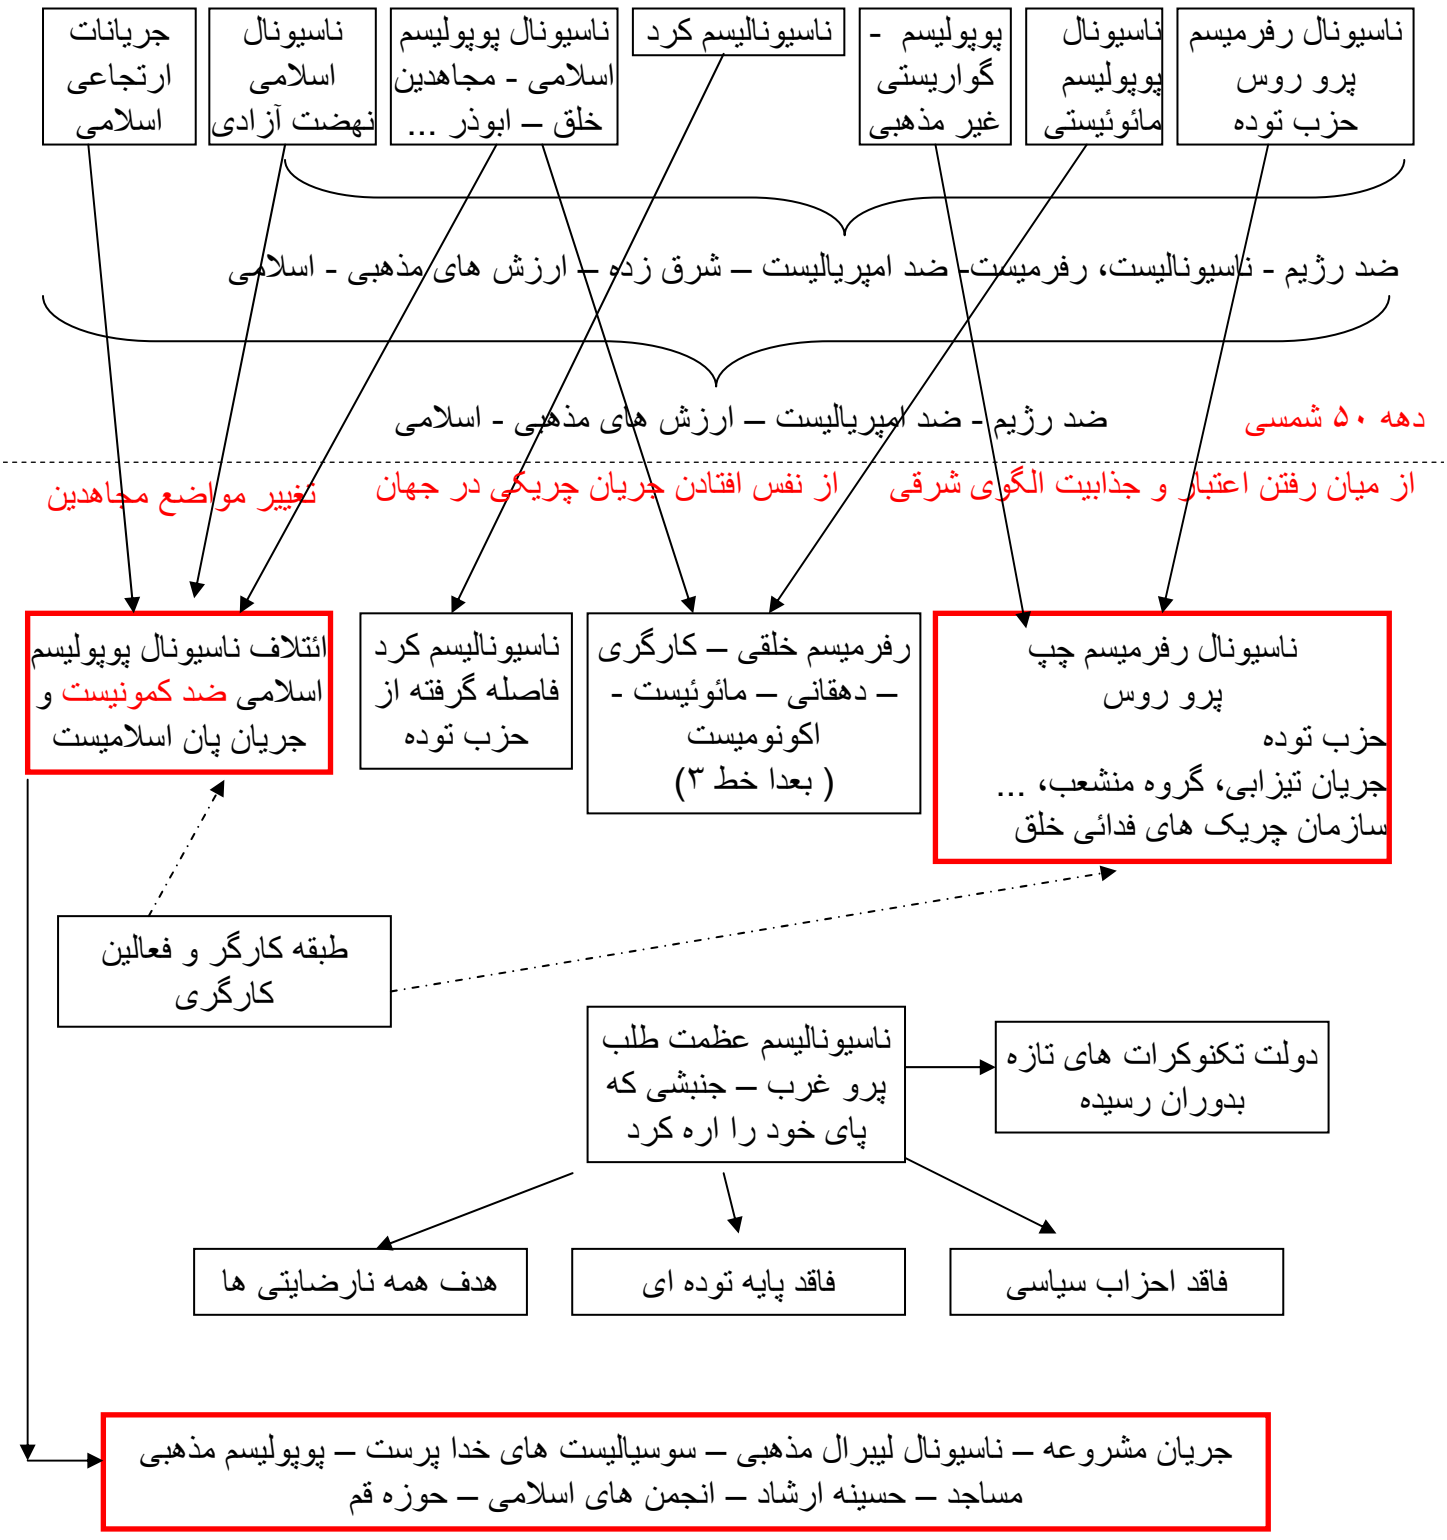 ناسیونال رفرمیسم
پرو روس
حزب توده
ناسیونال
پوپولیسم
مائوئیستی
پوپولیسم -
گواریستی
غیر مذهبی
ناسیونالیسم کرد
ناسیونال پوپولیسم
اسلامی - مجاهدین
خلق – ابوذر ...
ناسیونال
اسلامی
نهضت آزادی
جریانات
ارتجاعی
اسلامی
ضد رژیم - ناسیونالیست، رفرمیست- ضد امپریالیست – شرق زده – ارزش های مذهبی - اسلامی
ضد رژیم - ضد امپریالیست – ارزش های مذهبی - اسلامی
دهه ۵۰ شمسی
از میان رفتن اعتبار و جذابیت الگوی شرقی
از نفس افتادن جریان چریکی در جهان
تغییر مواضع مجاهدین
ناسیونال رفرمیسم چپ
پرو روس
حزب توده
جریان تیزابی، گروه منشعب، ...
سازمان چریک های فدائی خلق
رفرمیسم خلقی – کارگری
– دهقانی – مائوئیست -
اکونومیست
( بعدا خط ۳)
ناسیونالیسم کرد
فاصله گرفته از
حزب توده
ائتلاف ناسیونال پوپولیسم
اسلامی ضد کمونیست و
جریان پان اسلامیست
طبقه کارگر و فعالین
کارگری
ناسیونالیسم عظمت طلب
پرو غرب – جنبشی که
پای خود را اره کرد
دولت تکنوکرات های تازه
بدوران رسیده
فاقد احزاب سیاسی
فاقد پایه توده ای
هدف همه نارضایتی ها
جریان مشروعه – ناسیونال لیبرال مذهبی – سوسیالیست های خدا پرست – پوپولیسم مذهبی
مساجد – حسینه ارشاد – انجمن های اسلامی – حوزه قم